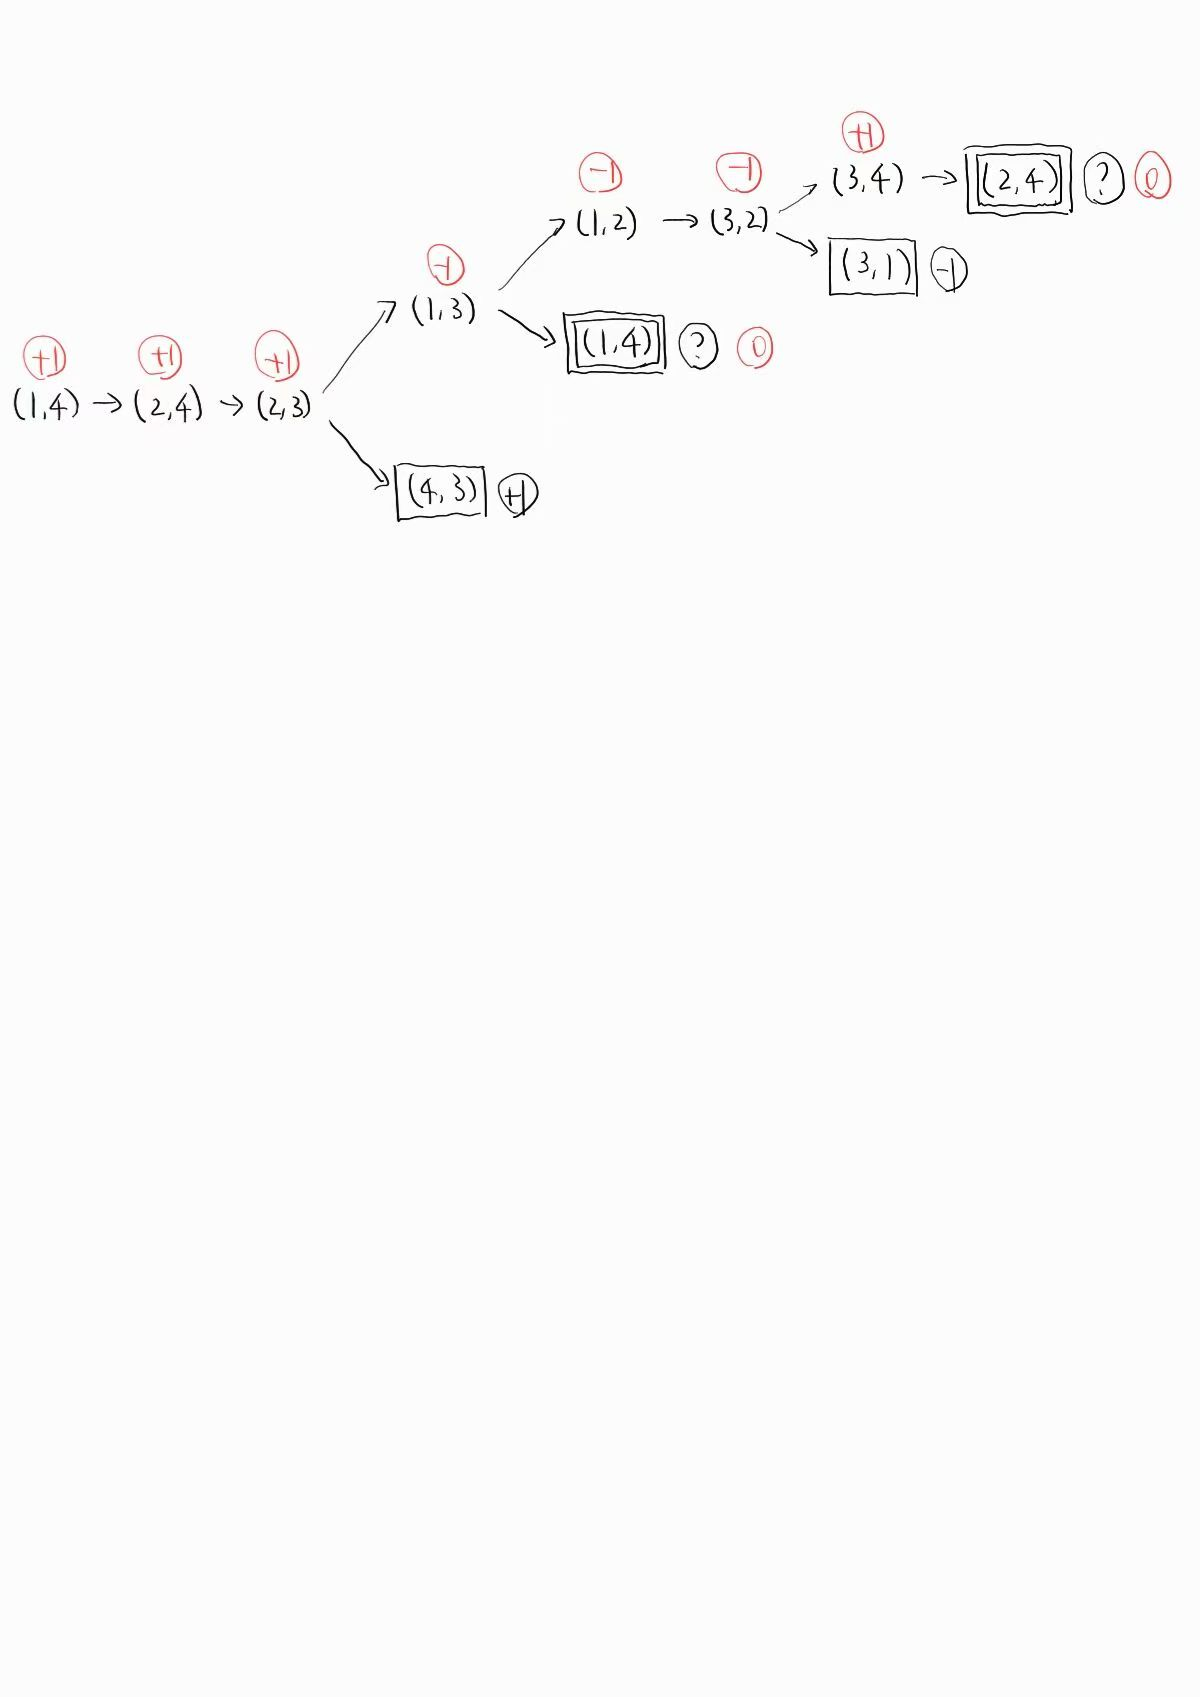 +1
(3,4) → (2,4) ? 0
-1 -1
(1,2) → (3,2)
(3,1) -1
-1
(1,3)
(1,4) ? 0
+1 +1 +1
(1,4) → (2,4) → (2,3)
(4,3) +1